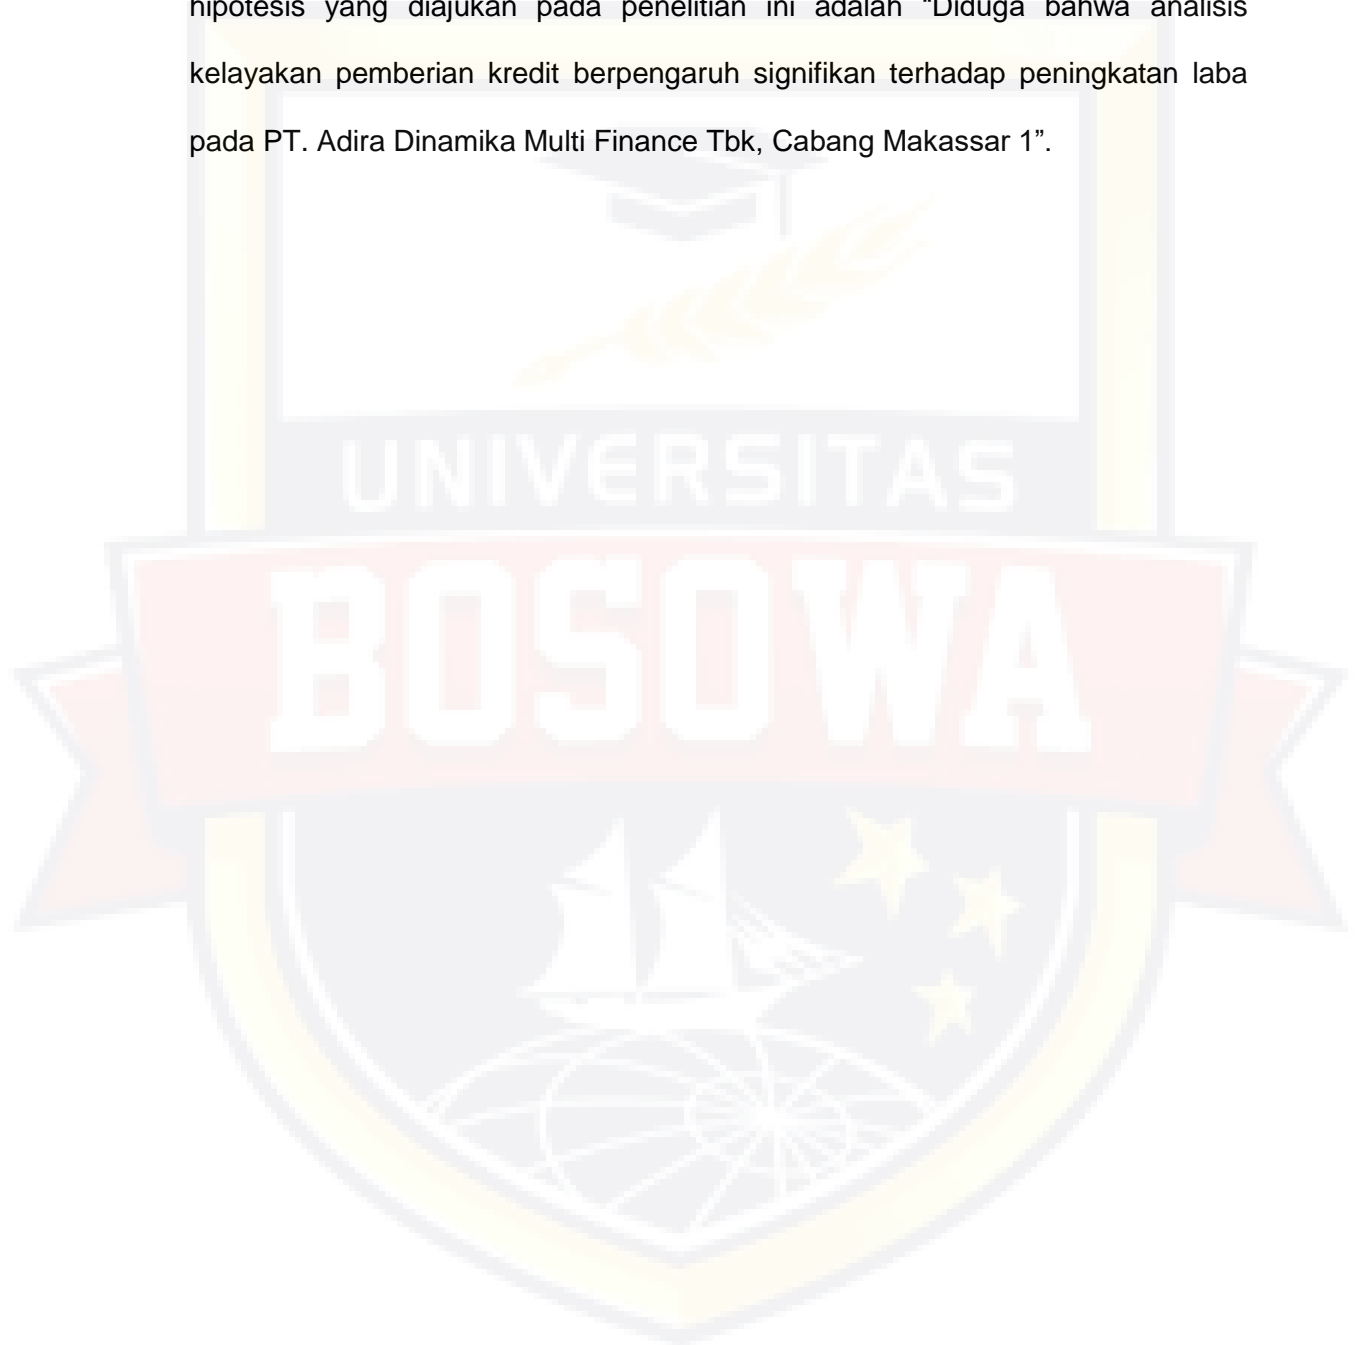 hipotesis yang diajukan pada penelitian ini adalah “Diduga bahwa analisis
kelayakan pemberian kredit berpengaruh signifikan terhadap peningkatan laba
pada PT. Adira Dinamika Multi Finance Tbk, Cabang Makassar 1”.
UNIVERSITAS
BOSOWA